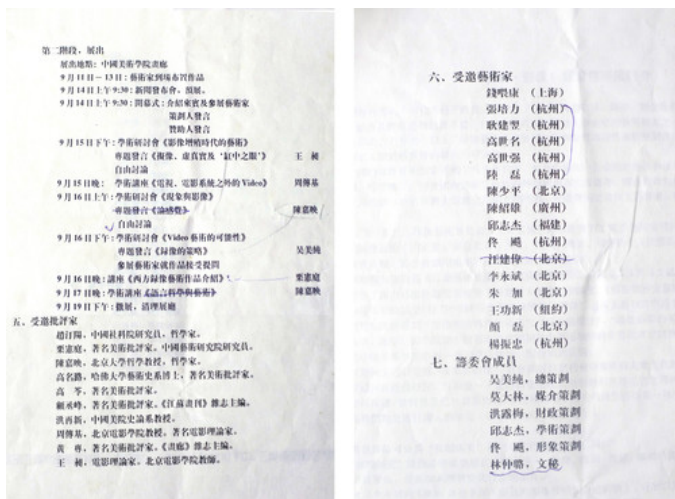 第二階段，展出
展出地點：中國美術學院畫廊
9月11日－13日：藝術家到場布置作品
9月14日上午9:30：新聞發布會、預展。
9月14日上午9:30：開幕式：介紹來賓及參展藝術家
策劃人發言
贊助人發言
9月15日下午：學術研討會《影像增殖時代的藝術》
專題發言《擬像、虛真實及‘缸中之腦’》 王 昶
自由討論
9月15日晚： 學術講座《電視、電影系統之外的Video》 周傳基
9月16日上午：學術研討會《現象與影像》
專題發言《論感覺》 陳嘉映
自由討論
9月16日下午：學術研討會《Video藝術的可能性》
專題發言《録像的策略》 吴美純
參展藝術家就作品接受提問
9月16日晚：講座《西方録像藝術作品介紹》 栗憲庭
9月17日晚：學術講座《語言科學與藝術》 陳嘉映
9月19日下午：撤展，清理展廳
五、受邀批評家
趙汀陽，中國社科院研究員、哲學家。
栗憲庭，著名美術批評家，中國藝術研究院研究員。
陳嘉映，北京大學哲學教授，哲學家。
高名潞，哈佛大學藝術史系博士，著名美術批評家。
高 岑，著名美術批評家。
顧丞峰，著名美術批評家，《江蘇畫刊》雜志主編。
洪再新，中國美院史論系教授。
周傳基，北京電影學院教授，著名電影理論家。
黃 專，著名美術批評家，《畫廊》雜志主編。
王 昶，電影理論家，北京電影學院教師。
六、受邀藝術家
錢喂康 （上海）
張培力 （杭州）
耿建翌 （杭州）
高世名 （杭州）
高世强 （杭州）
陸 磊 （杭州）
陳少平 （北京）
陳紹雄 （廣州）
邱志杰 （福建）
佟 飚 （杭州）
汪建偉 （北京）
李永斌 （北京）
朱 加 （北京）
王功新 （紐約）
顏 磊 （北京）
楊振忠 （杭州）
七、籌委會成員
吴美純，總策劃
莫大林，媒介策劃
洪露梅，財政策劃
邱志杰，學術策劃
佟 飚，形象策劃
林仲璐，文秘